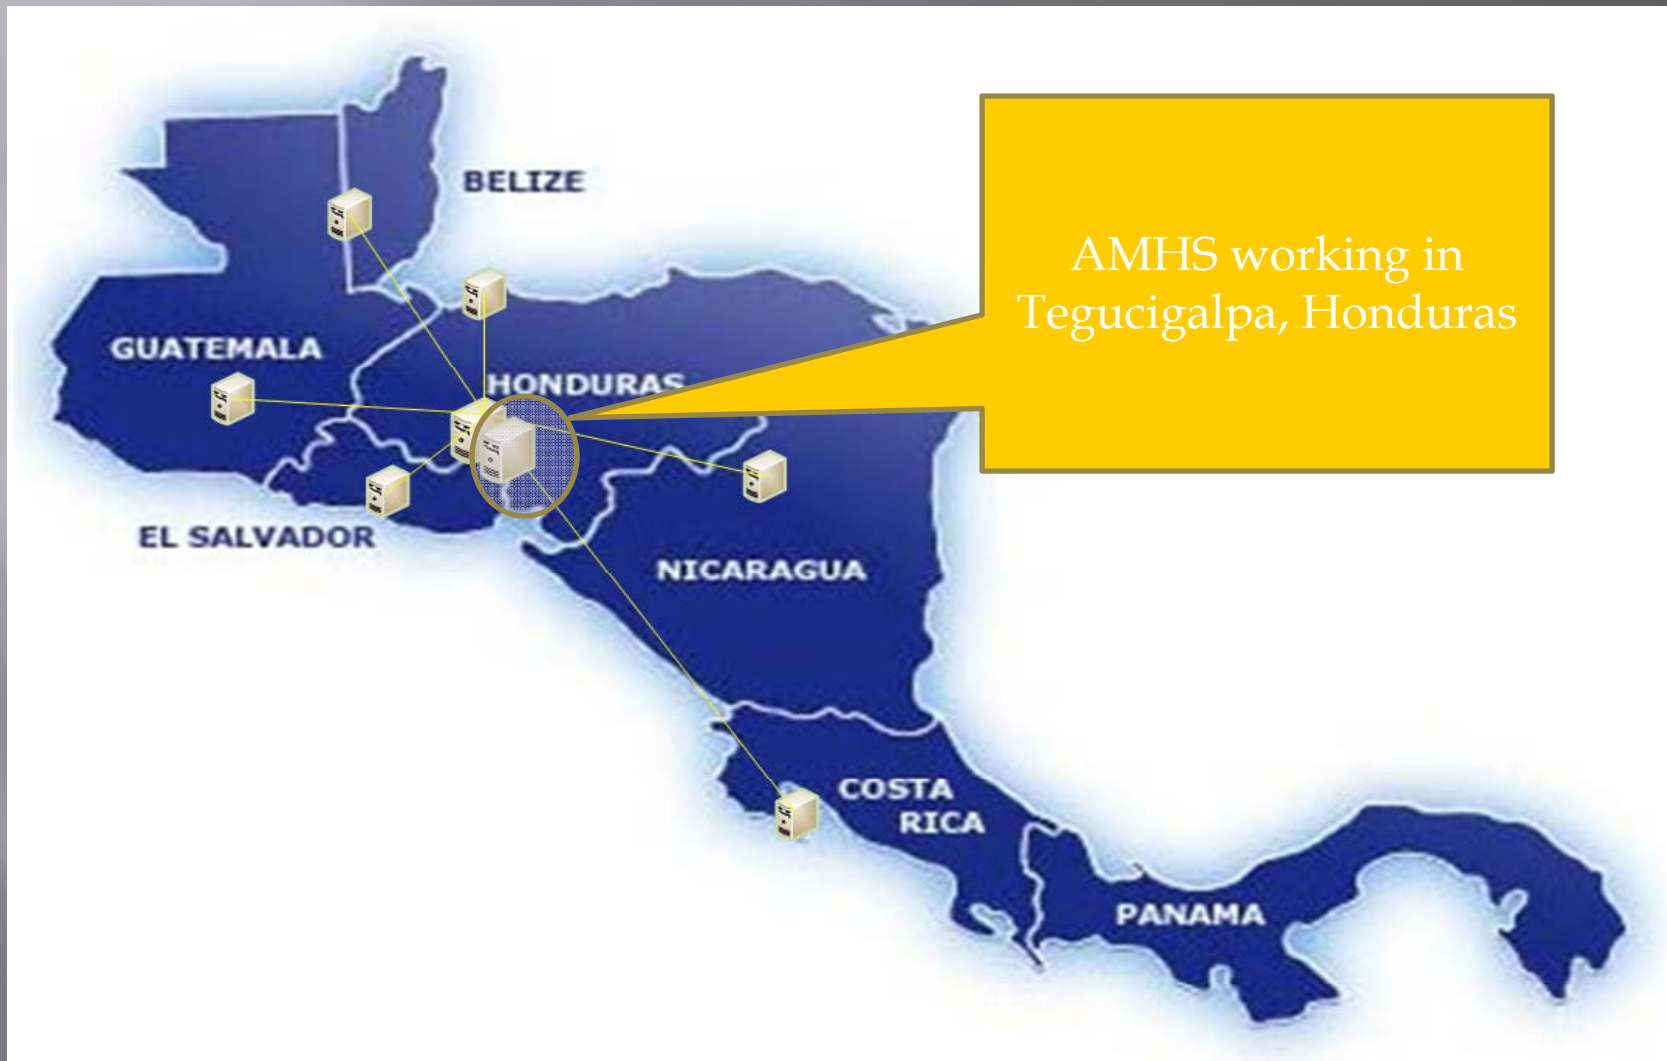 BELIZE
AMHS working in
Tegucigalpa, Honduras
GUATEMALA
HONDURAS
EL SALVADOR
NICARAGUA
COSTA
RICA
PANAMA